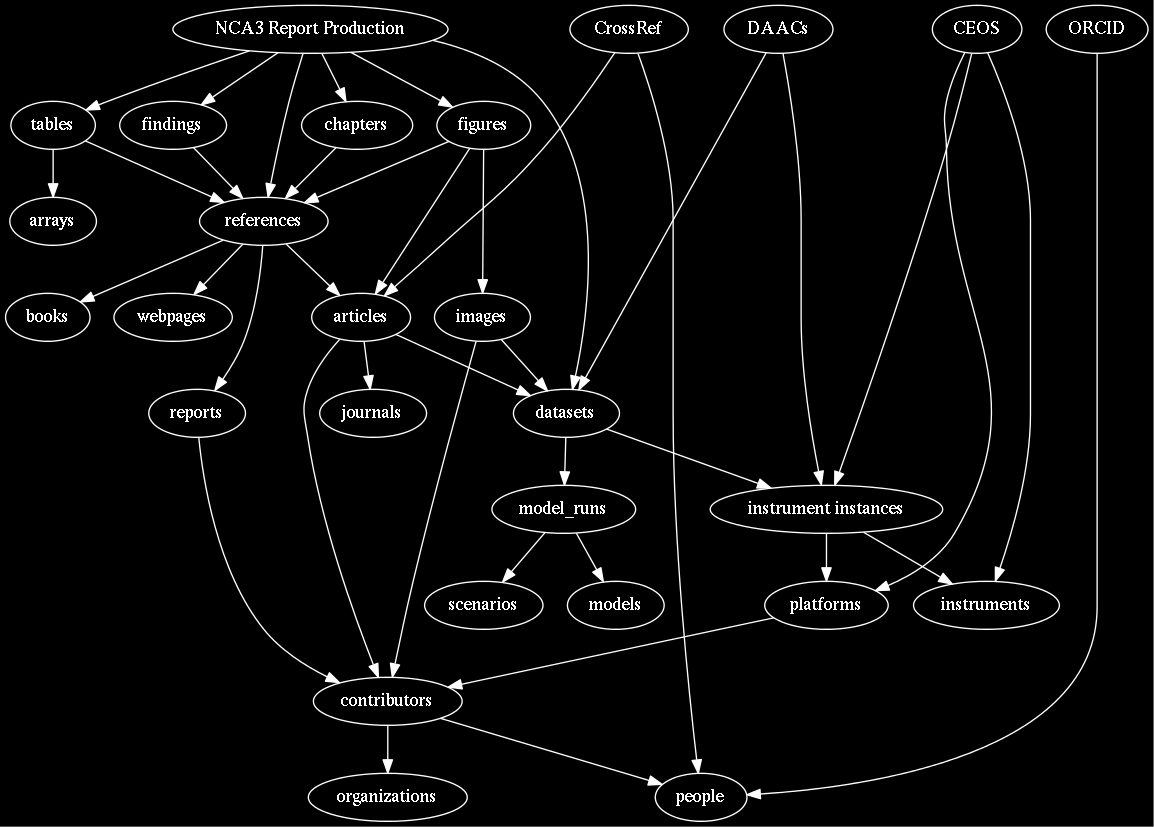 NCA3 Report Production
CrossRef
DAACs
CEOS
ORCID
tables
findings
chapters
figures
arrays
references
books
webpages
articles
images
reports
journals
datasets
model_runs
instrument instances
scenarios
models
platforms
instruments
contributors
organizations
people